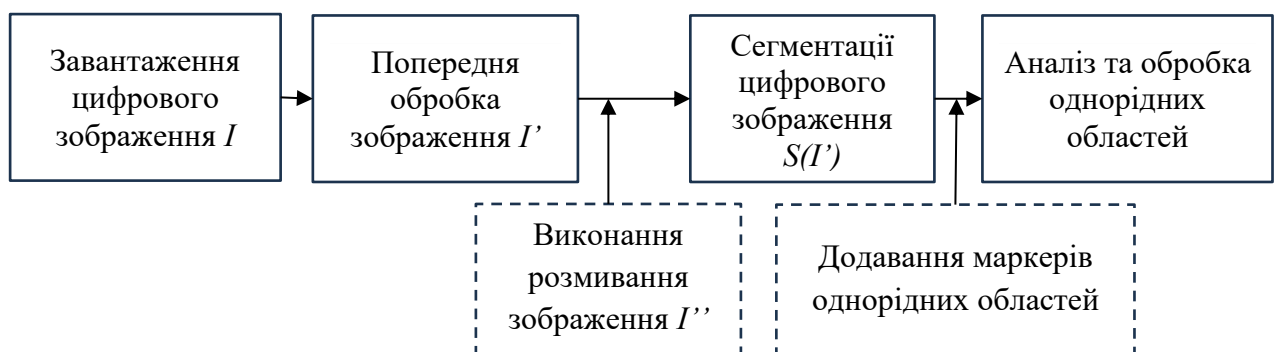 Завантаження
цифрового
зображення I
Попередня
обробка
зображення I’
Сегментації
цифрового
зображення
S(I’)
Аналіз та обробка
однорідних
областей
Виконання
розмивання
зображення I’’
Додавання маркерів
однорідних областей